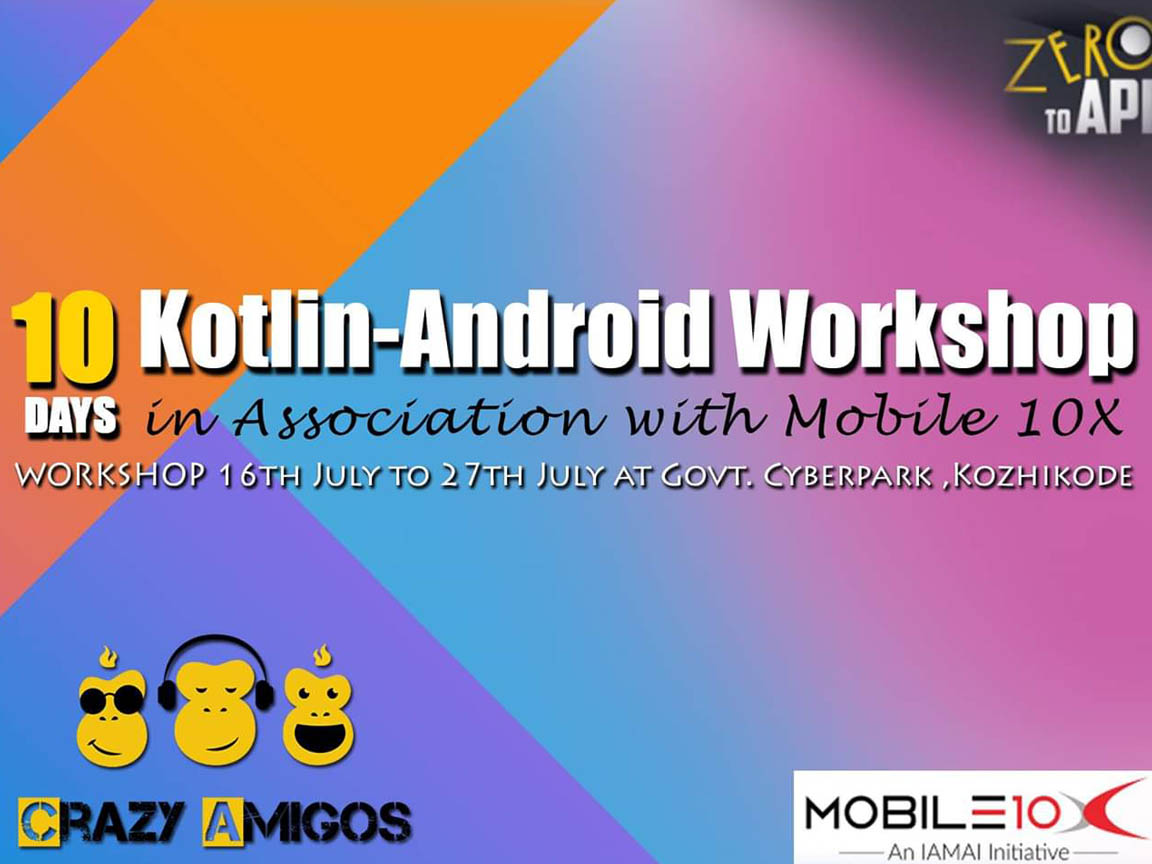 ZERO
TO
10 Kotlin-Android Workshop
DAYS in Association with Mobile 10X
WORKSHOP 16TH JULY TO 27TH JULY AT GOVT. CYBERPARK ,KOZHIKODE
CRAZY AMIGOS
MOBILE10X
An IAMAI Initiative